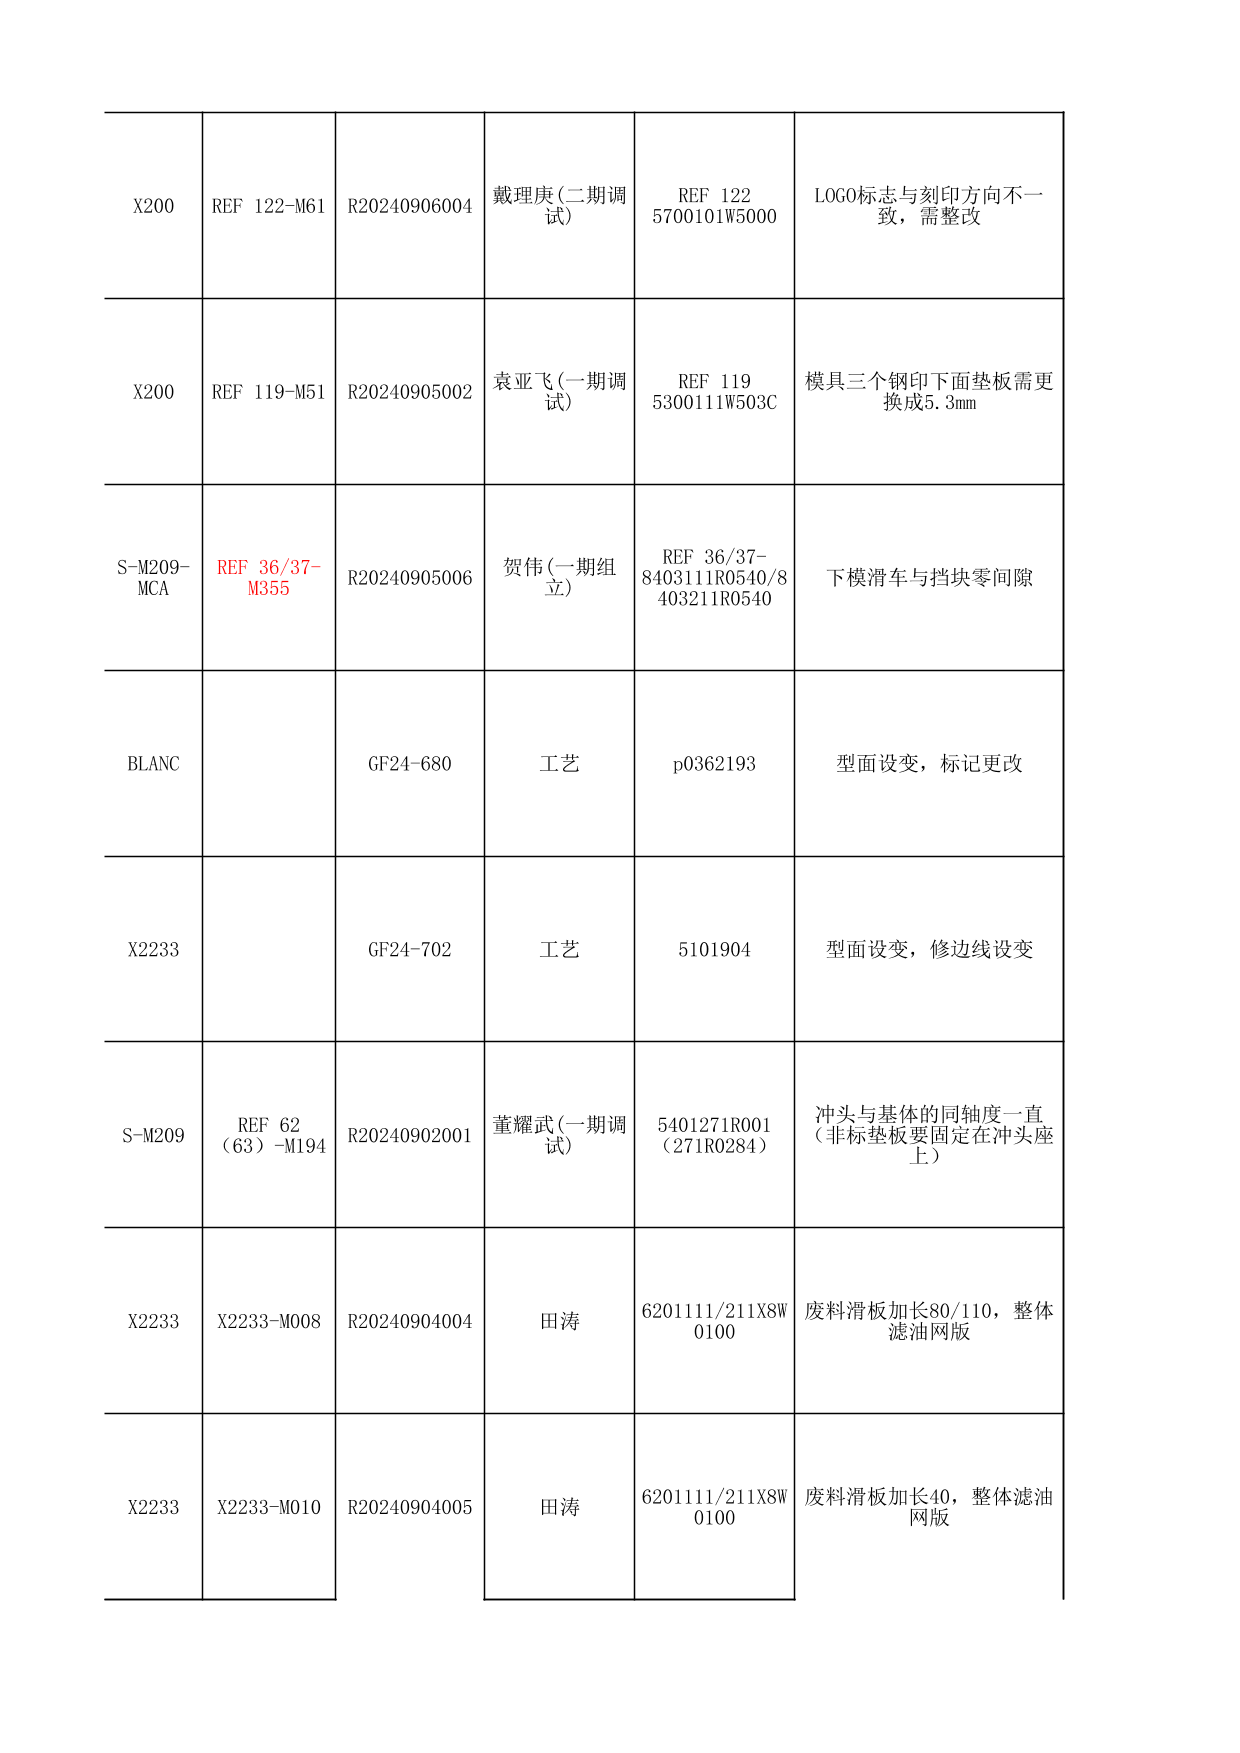 X200
REF 122-M61
R20240906004
戴理庚(二期调
试)
REF 122
5700101W5000
LOGO标志与刻印方向不一
致，需整改
X200
REF 119-M51
R20240905002
袁亚飞(一期调
试)
REF 119
5300111W503C
模具三个钢印下面垫板需更
换成5.3mm
S-M209-
MCA
REF 36/37-
M355
R20240905006
贺伟(一期组
立)
REF 36/37-
8403111R0540/8
403211R0540
下模滑车与挡块零间隙
BLANC
GF24-680
工艺
p0362193
型面设变，标记更改
X2233
GF24-702
工艺
5101904
型面设变，修边线设变
S-M209
REF 62
（63）-M194
R20240902001
董耀武(一期调
试)
5401271R001
（271R0284）
冲头与基体的同轴度一直
（非标垫板要固定在冲头座
上）
X2233
X2233-M008
R20240904004
田涛
6201111/211X8W
0100
废料滑板加长80/110，整体
滤油网版
X2233
X2233-M010
R20240904005
田涛
6201111/211X8W
0100
废料滑板加长40，整体滤油
网版